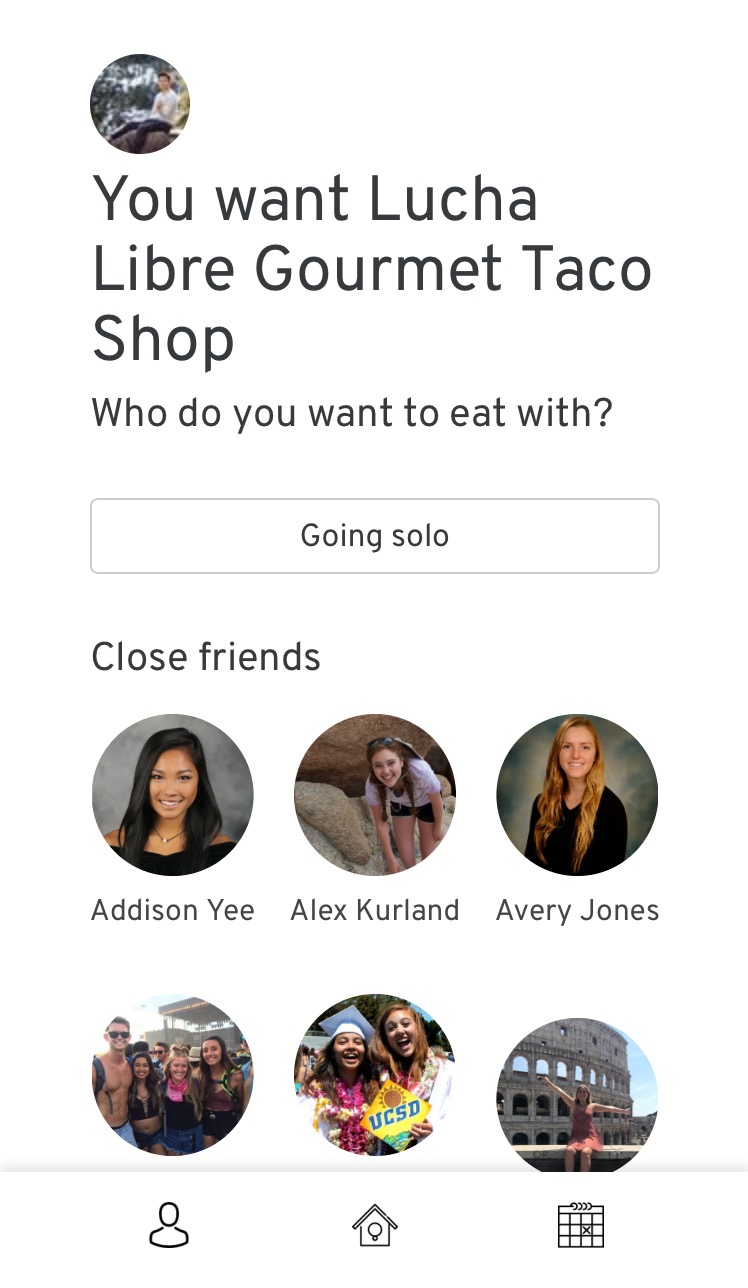 You want Lucha
Libre Gourmet Taco
Shop
Who do you want to eat with?
Going solo
Close friends
Addison Yee Alex Kurland Avery Jones
UCSD